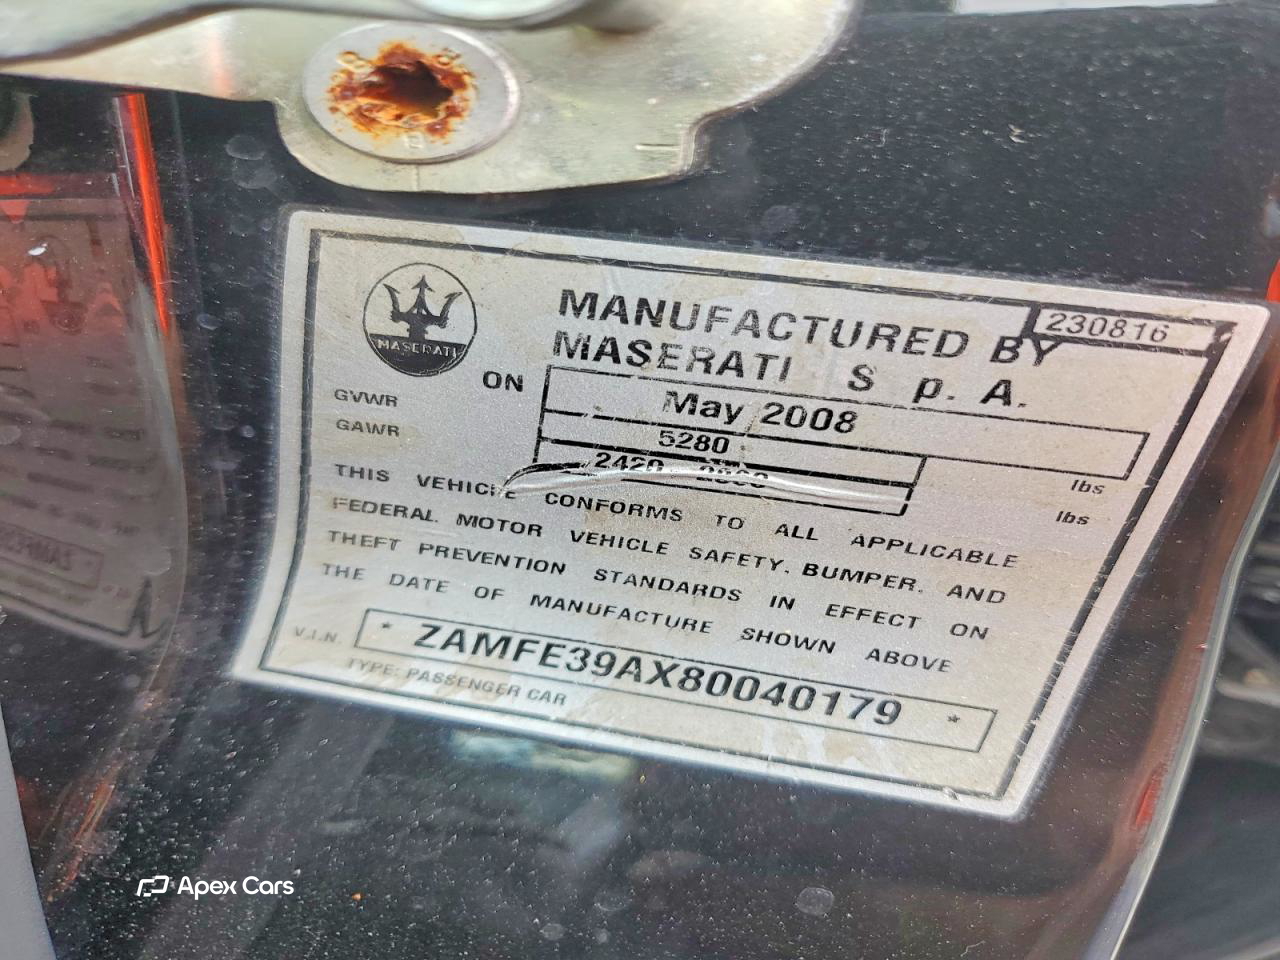 MASERATI
MANUFACTURED BY
230816
MASERATI S p. A.
ON May 2008
GVWR 5280 lbs
GAWR 2420 lbs
THIS VEHICLE CONFORMS TO ALL APPLICABLE
FEDERAL MOTOR VEHICLE SAFETY. BUMPER, AND
THEFT PREVENTION STANDARDS IN EFFECT ON
THE DATE OF MANUFACTURE SHOWN ABOVE
V.I.N. * ZAMFE39AX80040179 *
TYPE: PASSENGER CAR
Apex Cars